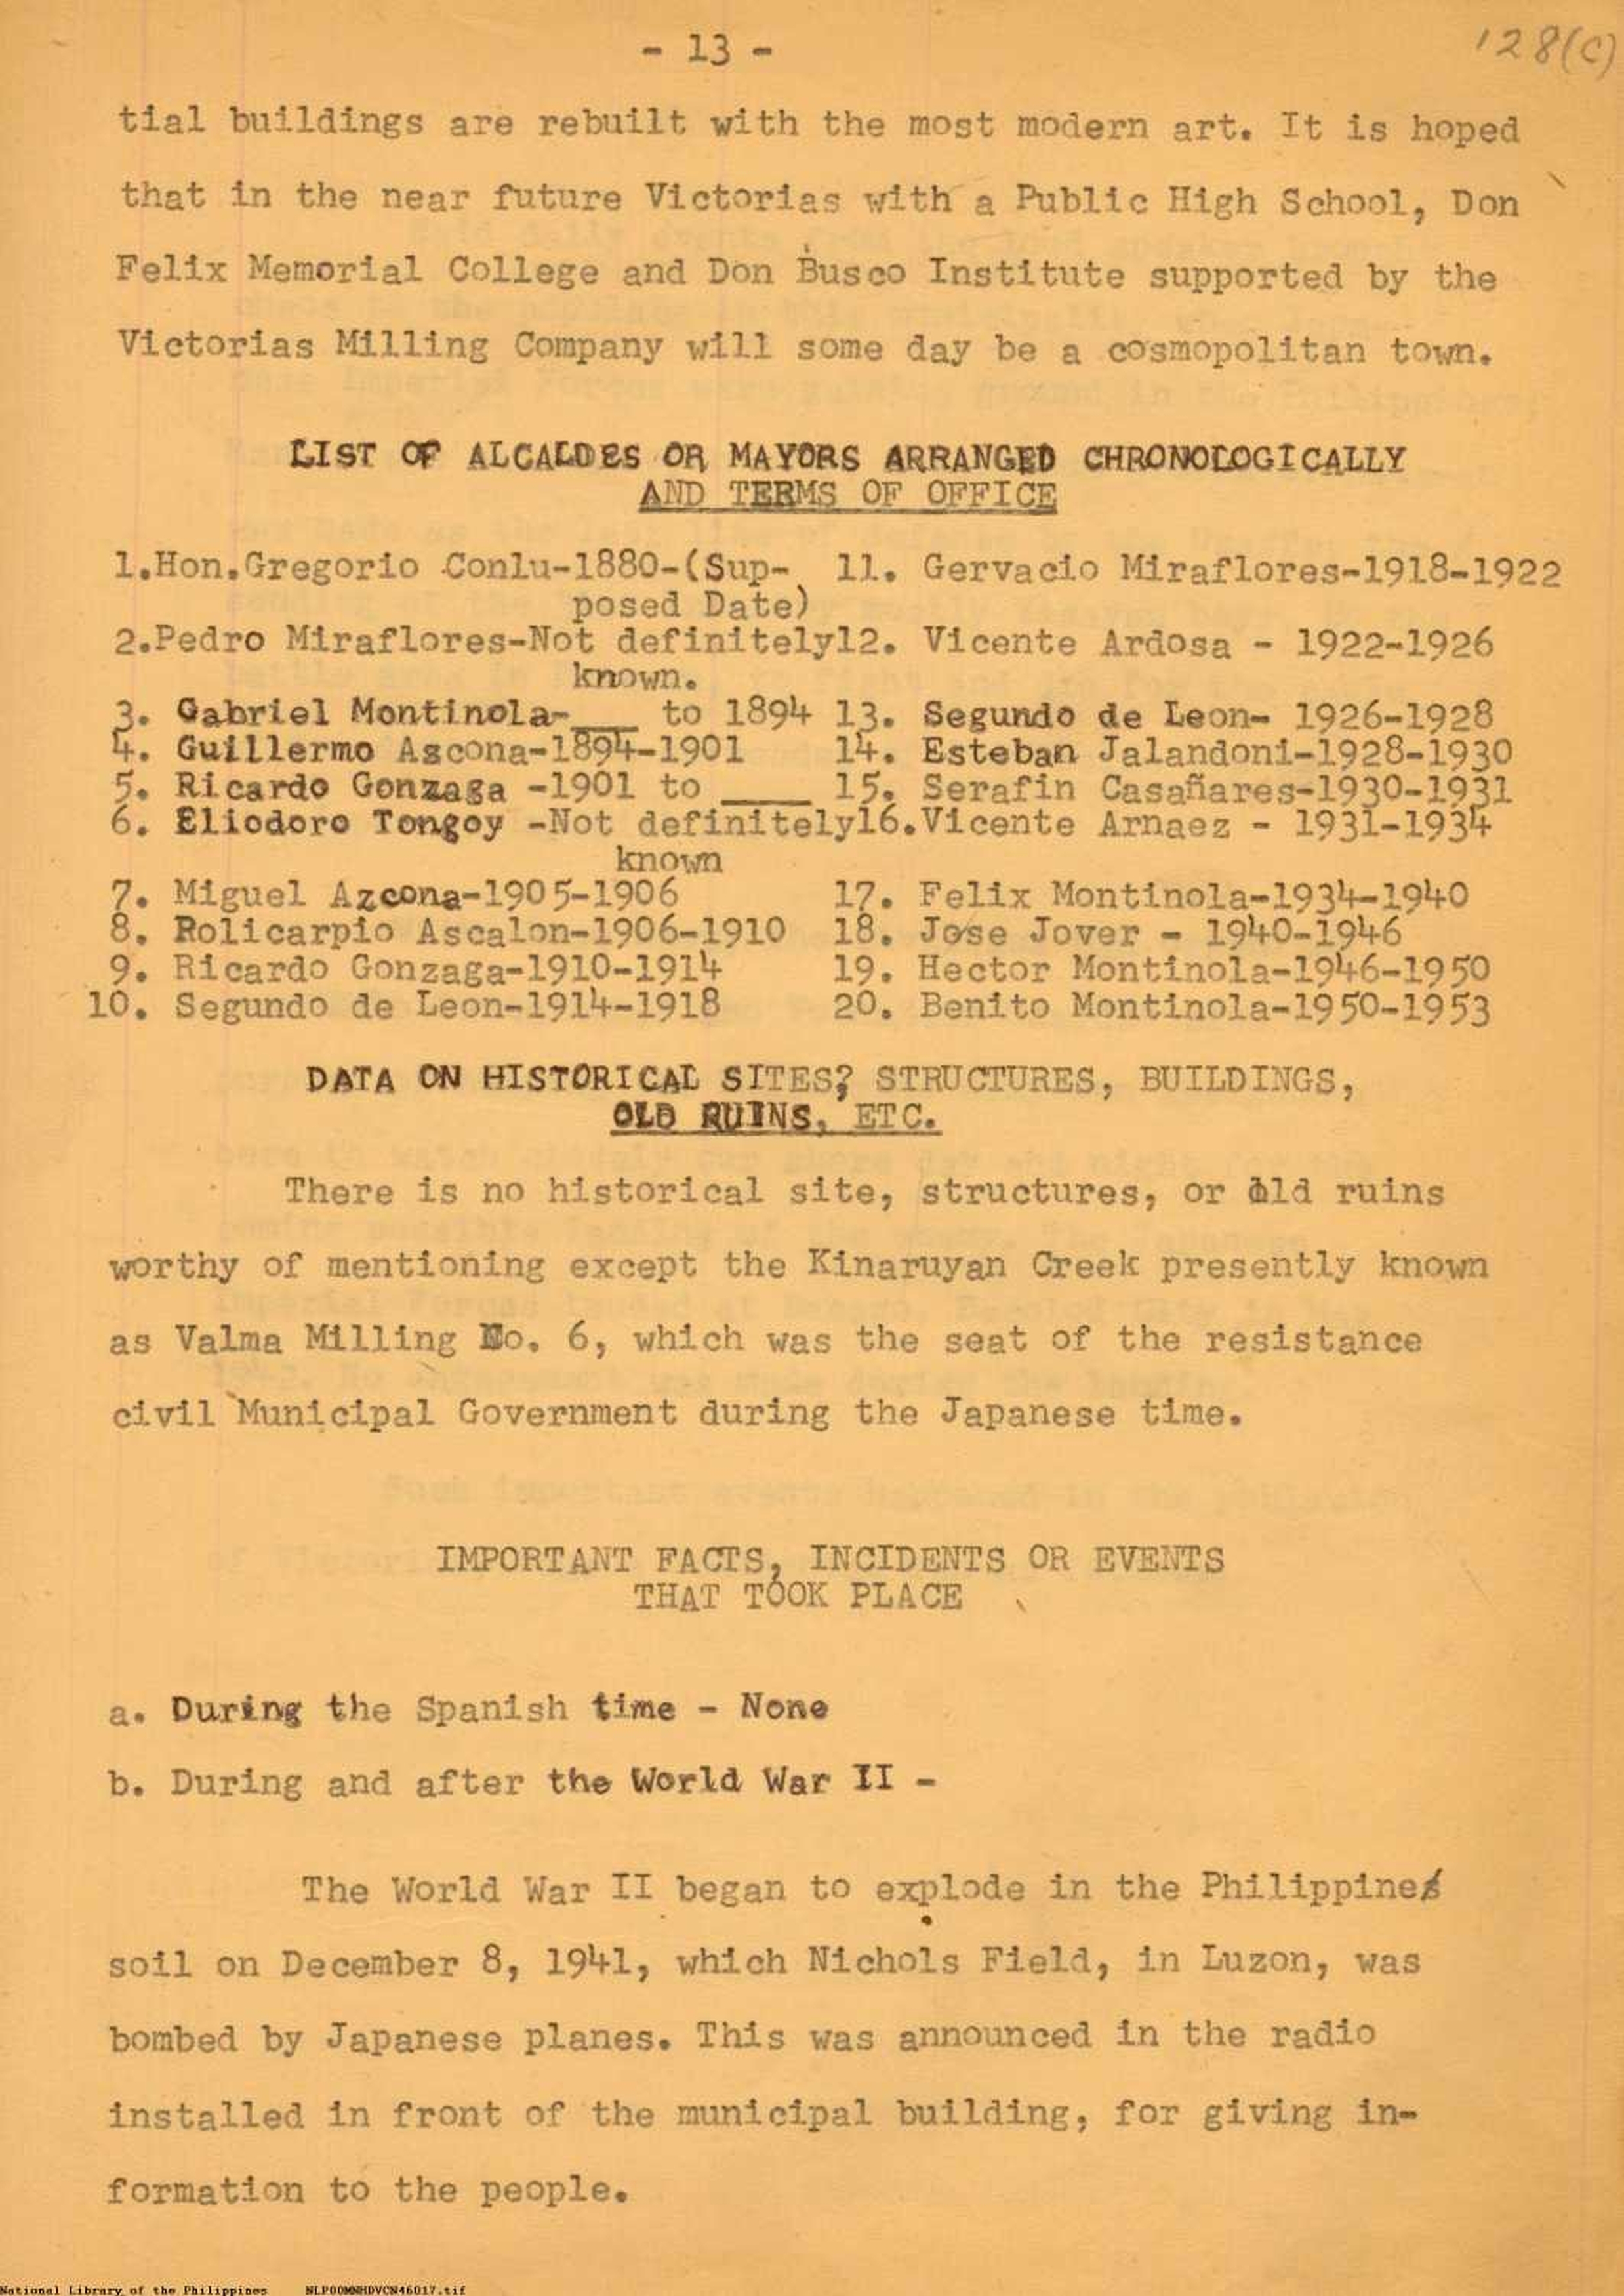 - 13 -
128(C)
tial buildings are rebuilt with the most modern art. It is hoped
that in the near future Victorias with a Public High School, Don
Felix Memorial College and Don Busco Institute supported by the
Victorias Milling Company will some day be a cosmopolitan town.
LIST OF ALCALDES OR MAYORS ARRANGED CHRONOLOGICALLY
AND TERMS OF OFFICE
1.Hon.Gregorio Conlu-1880-(Sup-
posed Date)
2.Pedro Miraflores-Not definitely
known.
3. Gabriel Montinola-___ to 1894
4. Guillermo Ascona-1894-1901
5. Ricardo Gonzaga -1901 to ____
6. Eliodoro Tongoy -Not definitely
known
7. Miguel Azcona-1905-1906
8. Policarpio Ascalon-1906-1910
9. Ricardo Gonzaga-1910-1914
10. Segundo de Leon-1914-1918
11. Gervacio Miraflores-1918-1922
12. Vicente Ardosa - 1922-1926
13. Segundo de Leon- 1926-1928
14. Esteban Jalandoni-1928-1930
15. Serafin Casañares-1930-1931
16.Vicente Arnaez - 1931-1934
17. Felix Montinola-1934-1940
18. Jose Jover - 1940-1946
19. Hector Montinola-1946-1950
20. Benito Montinola-1950-1953
DATA ON HISTORICAL SITES? STRUCTURES, BUILDINGS,
OLD RUINS, ETC.
There is no historical site, structures, or old ruins
worthy of mentioning except the Kinaruyan Creek presently known
as Valma Milling No. 6, which was the seat of the resistance
civil Municipal Government during the Japanese time.
IMPORTANT FACTS, INCIDENTS OR EVENTS
THAT TOOK PLACE
a. During the Spanish time - None
b. During and after the World War II -
The World War II began to explode in the Philippines
soil on December 8, 1941, which Nichols Field, in Luzon, was
bombed by Japanese planes. This was announced in the radio
installed in front of the municipal building, for giving in-
formation to the people.
National Library of the Philippines NLP00MNHDVCN46017.tif